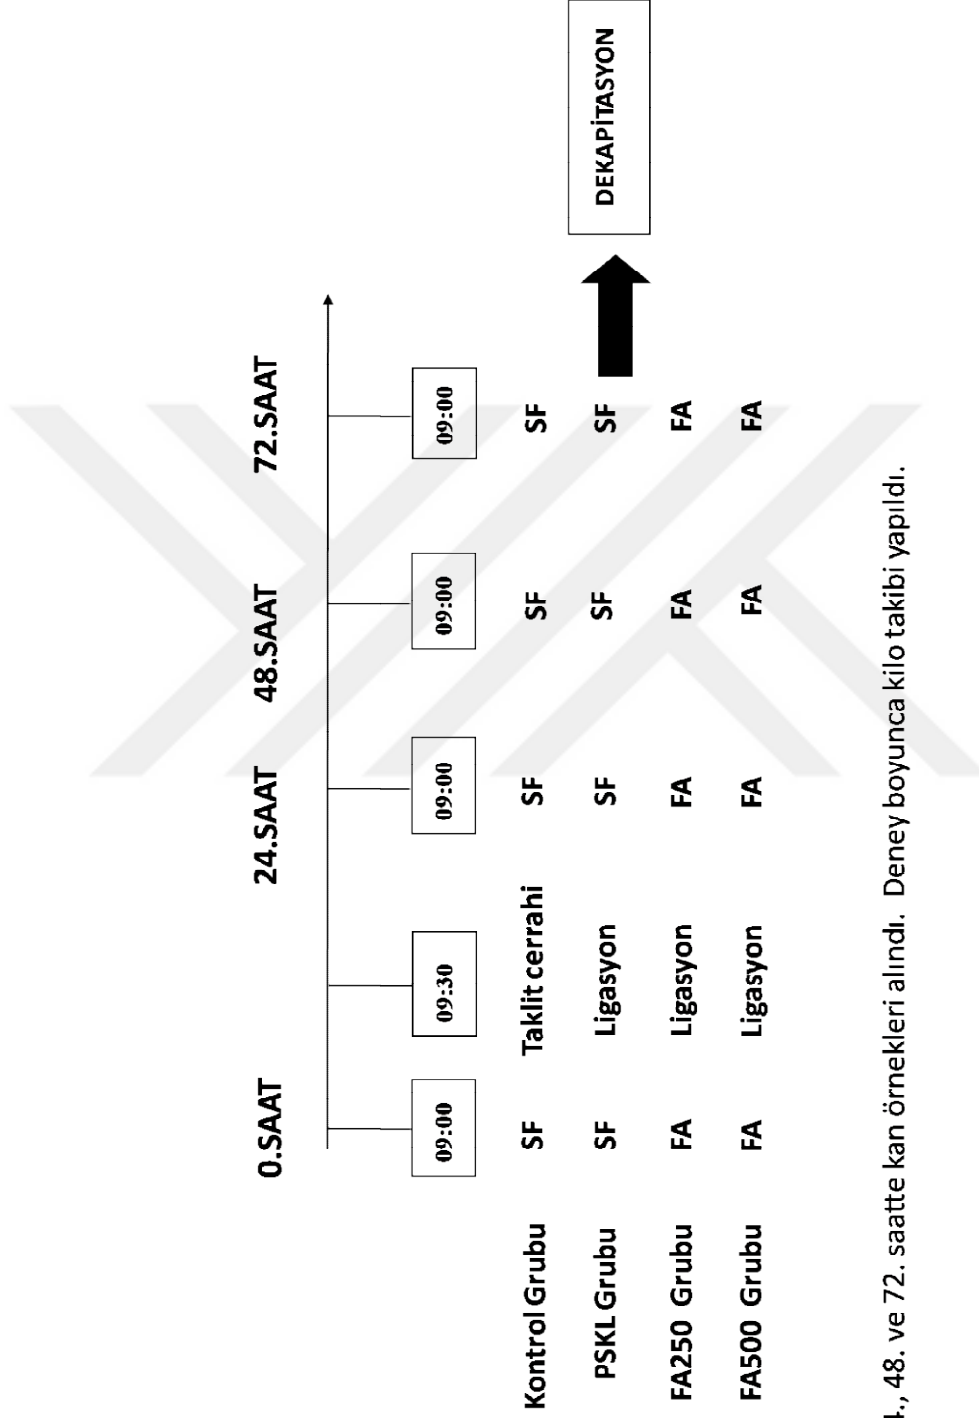 0.SAAT 24.SAAT 48.SAAT 72.SAAT
09:00 09:30 09:00 09:00 09:00
Kontrol Grubu SF Taklit cerrahi SF SF SF
PSKL Grubu SF Ligasyon SF SF SF
DEKAPİTASYON
FA250 Grubu FA Ligasyon FA FA FA
FA500 Grubu FA Ligasyon FA FA FA
48. ve 72. saatte kan örnekleri alındı. Deney boyunca kilo takibi yapıldı.